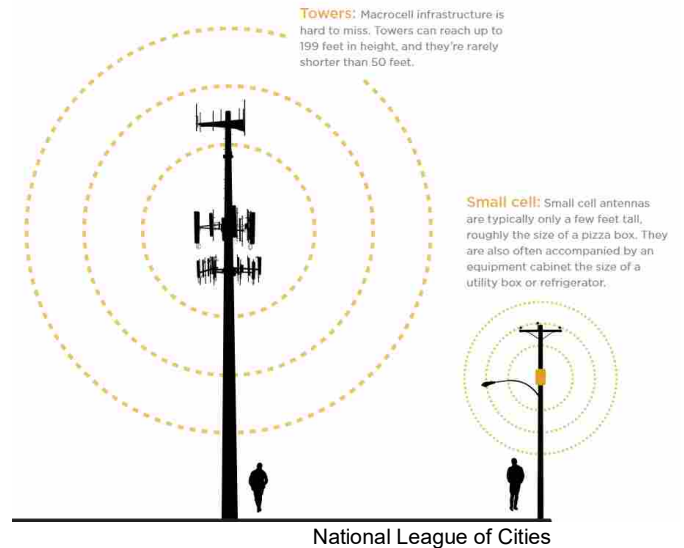 Towers: Macrocell infrastructure is
hard to miss. Towers can reach up to
199 feet in height, and they're rarely
shorter than 50 feet.
Small cell: Small cell antennas
are typically only a few feet tall,
roughly the size of a pizza box. They
are also often accompanied by an
equipment cabinet the size of a
utility box or refrigerator.
National League of Cities